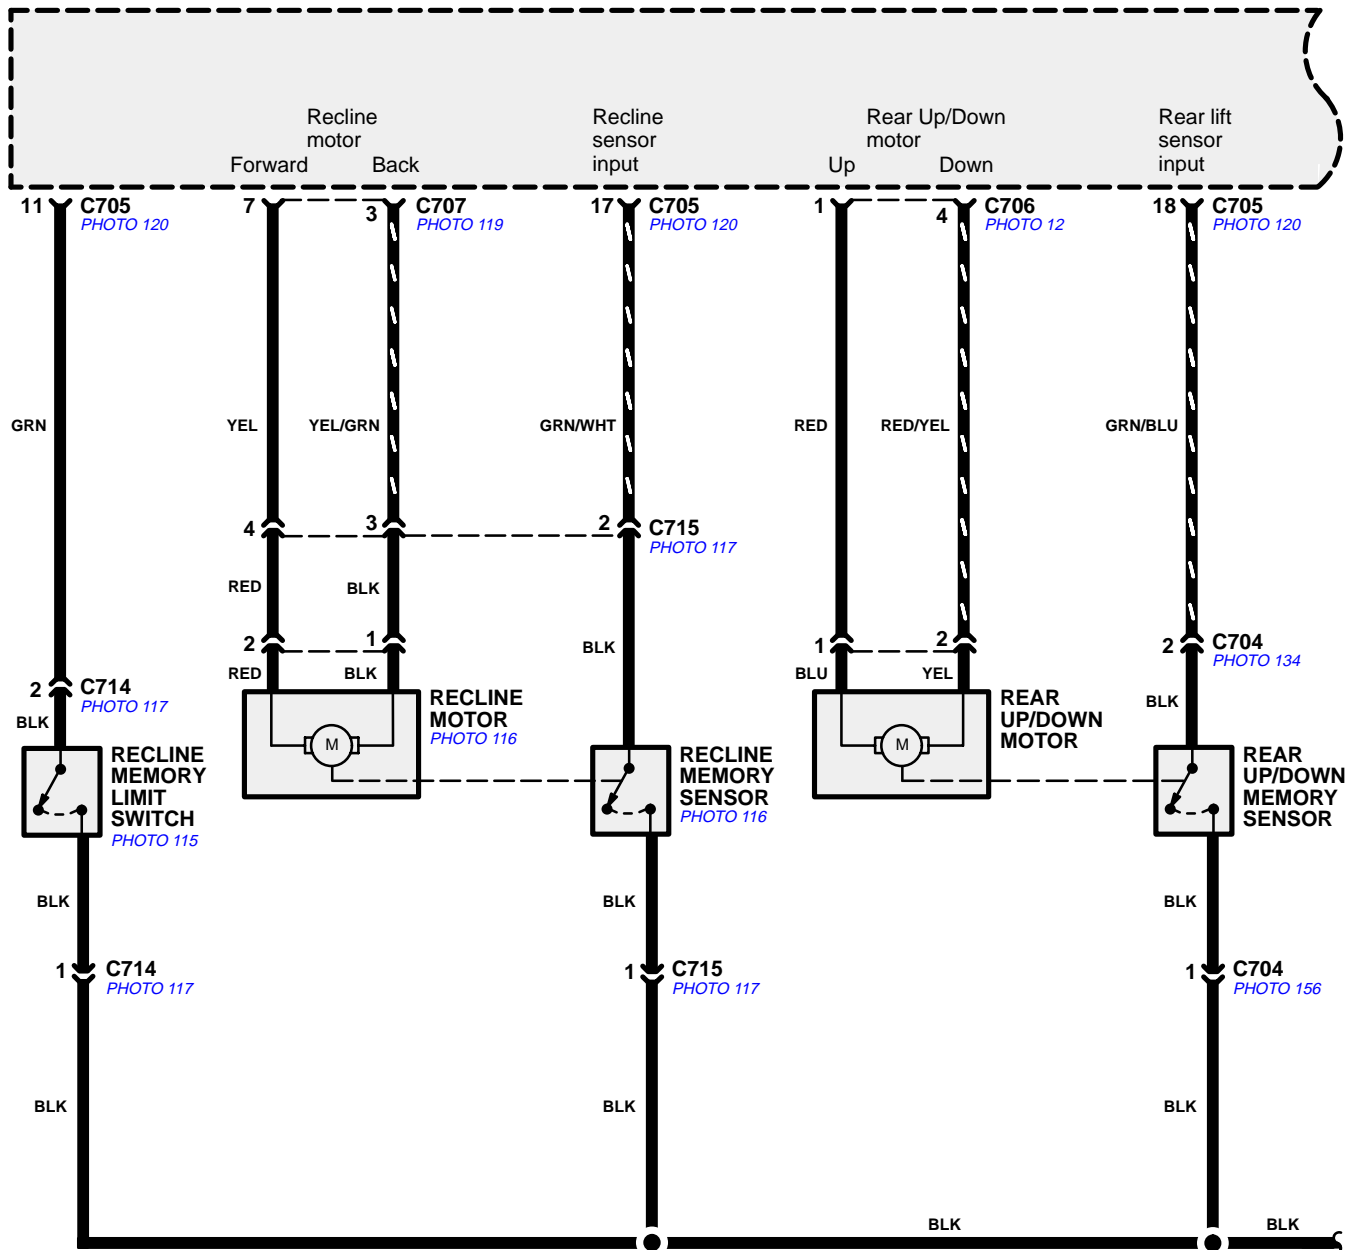 Recline
motor
Recline
sensor
input
Rear Up/Down
motor
Rear lift
sensor
input
Forward
Back
Up
Down
11
C705
PHOTO 120
7
3
C707
PHOTO 119
17
C705
PHOTO 120
1
4
C706
PHOTO 12
18
C705
PHOTO 120
GRN
YEL
YEL/GRN
GRN/WHT
RED
RED/YEL
GRN/BLU
4
3
2
C715
PHOTO 117
RED
BLK
2
1
BLK
1
2
2
C704
PHOTO 134
RED
BLK
BLU
YEL
BLK
2
C714
PHOTO 117
BLK
RECLINE
MOTOR
PHOTO 116
M
REAR
UP/DOWN
MOTOR
M
RECLINE
MEMORY
LIMIT
SWITCH
PHOTO 115
RECLINE
MEMORY
SENSOR
PHOTO 116
REAR
UP/DOWN
MEMORY
SENSOR
BLK
BLK
BLK
1
C714
PHOTO 117
1
C715
PHOTO 117
1
C704
PHOTO 156
BLK
BLK
BLK
BLK
BLK